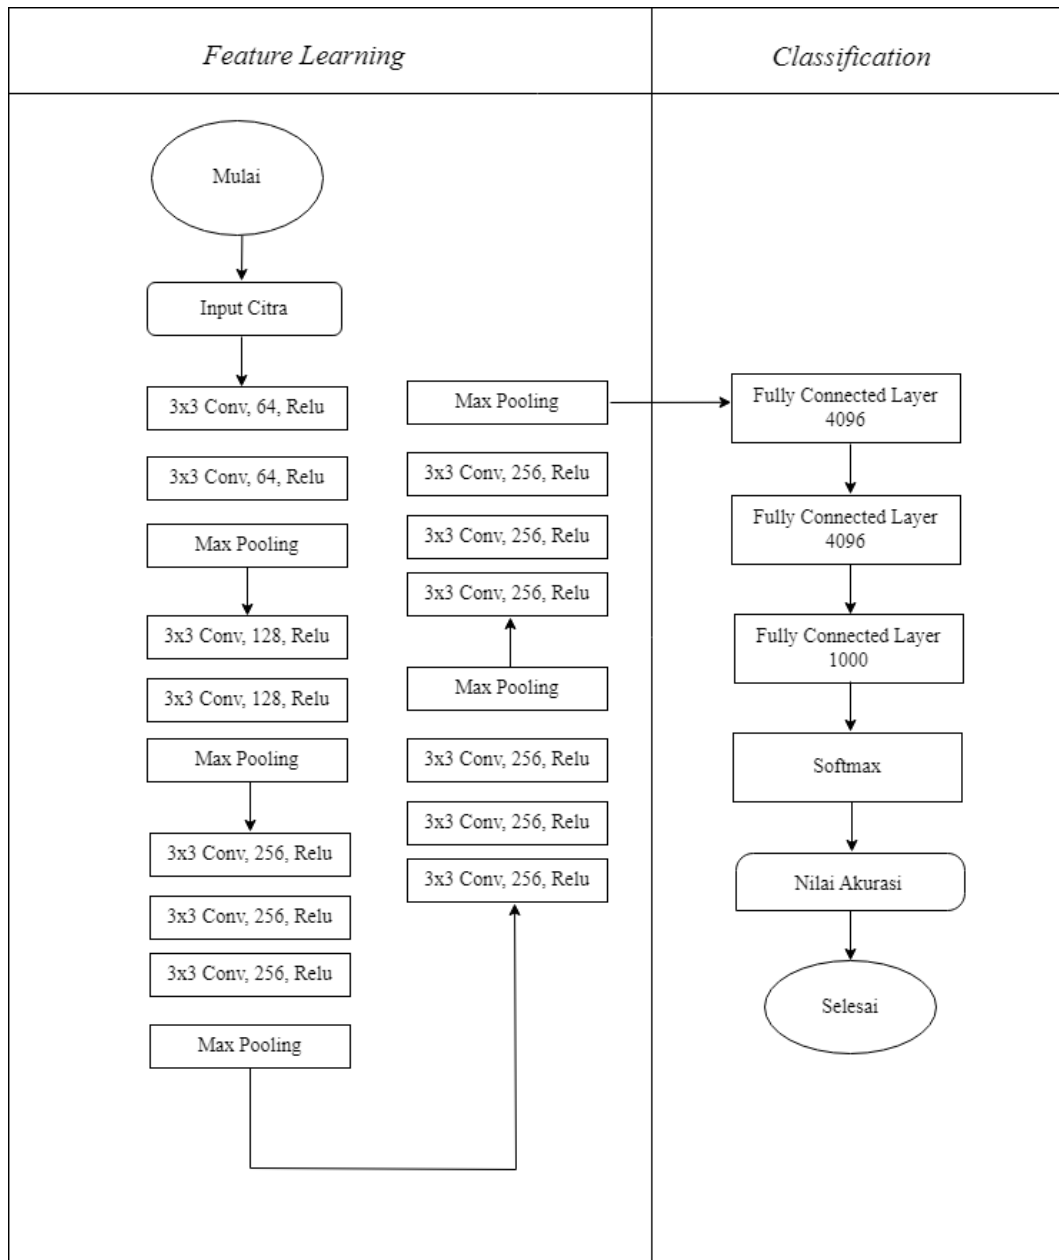 Feature Learning
Classification
Mulai
Input Citra
3x3 Conv, 64, Relu
3x3 Conv, 64, Relu
Max Pooling
3x3 Conv, 128, Relu
3x3 Conv, 128, Relu
Max Pooling
3x3 Conv, 256, Relu
3x3 Conv, 256, Relu
3x3 Conv, 256, Relu
Max Pooling
3x3 Conv, 256, Relu
3x3 Conv, 256, Relu
3x3 Conv, 256, Relu
Max Pooling
3x3 Conv, 256, Relu
3x3 Conv, 256, Relu
3x3 Conv, 256, Relu
Max Pooling
Fully Connected Layer
4096
Fully Connected Layer
4096
Fully Connected Layer
1000
Softmax
Nilai Akurasi
Selesai